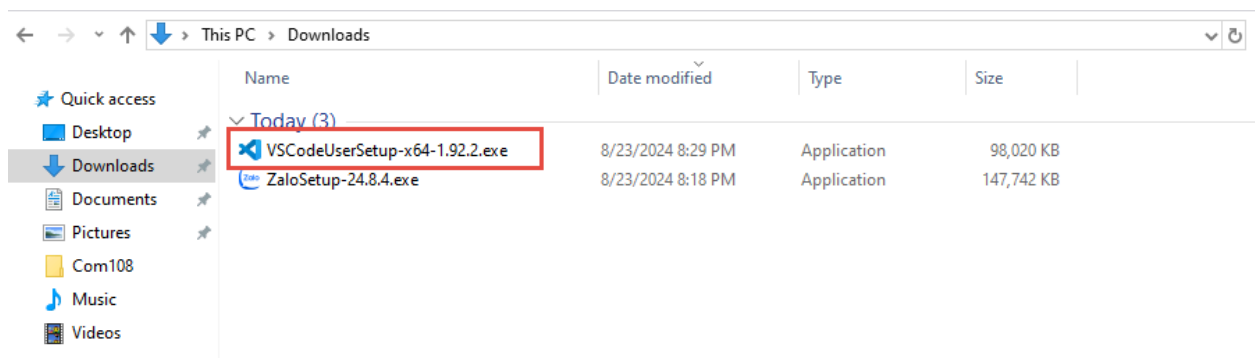 This PC > Downloads
Name Date modified Type Size
Quick access
Today (3)
Desktop
VSCodeUserSetup-x64-1.92.2.exe 8/23/2024 8:29 PM Application 98,020 KB
Downloads
Zalo ZaloSetup-24.8.4.exe 8/23/2024 8:18 PM Application 147,742 KB
Documents
Pictures
Com108
Music
Videos